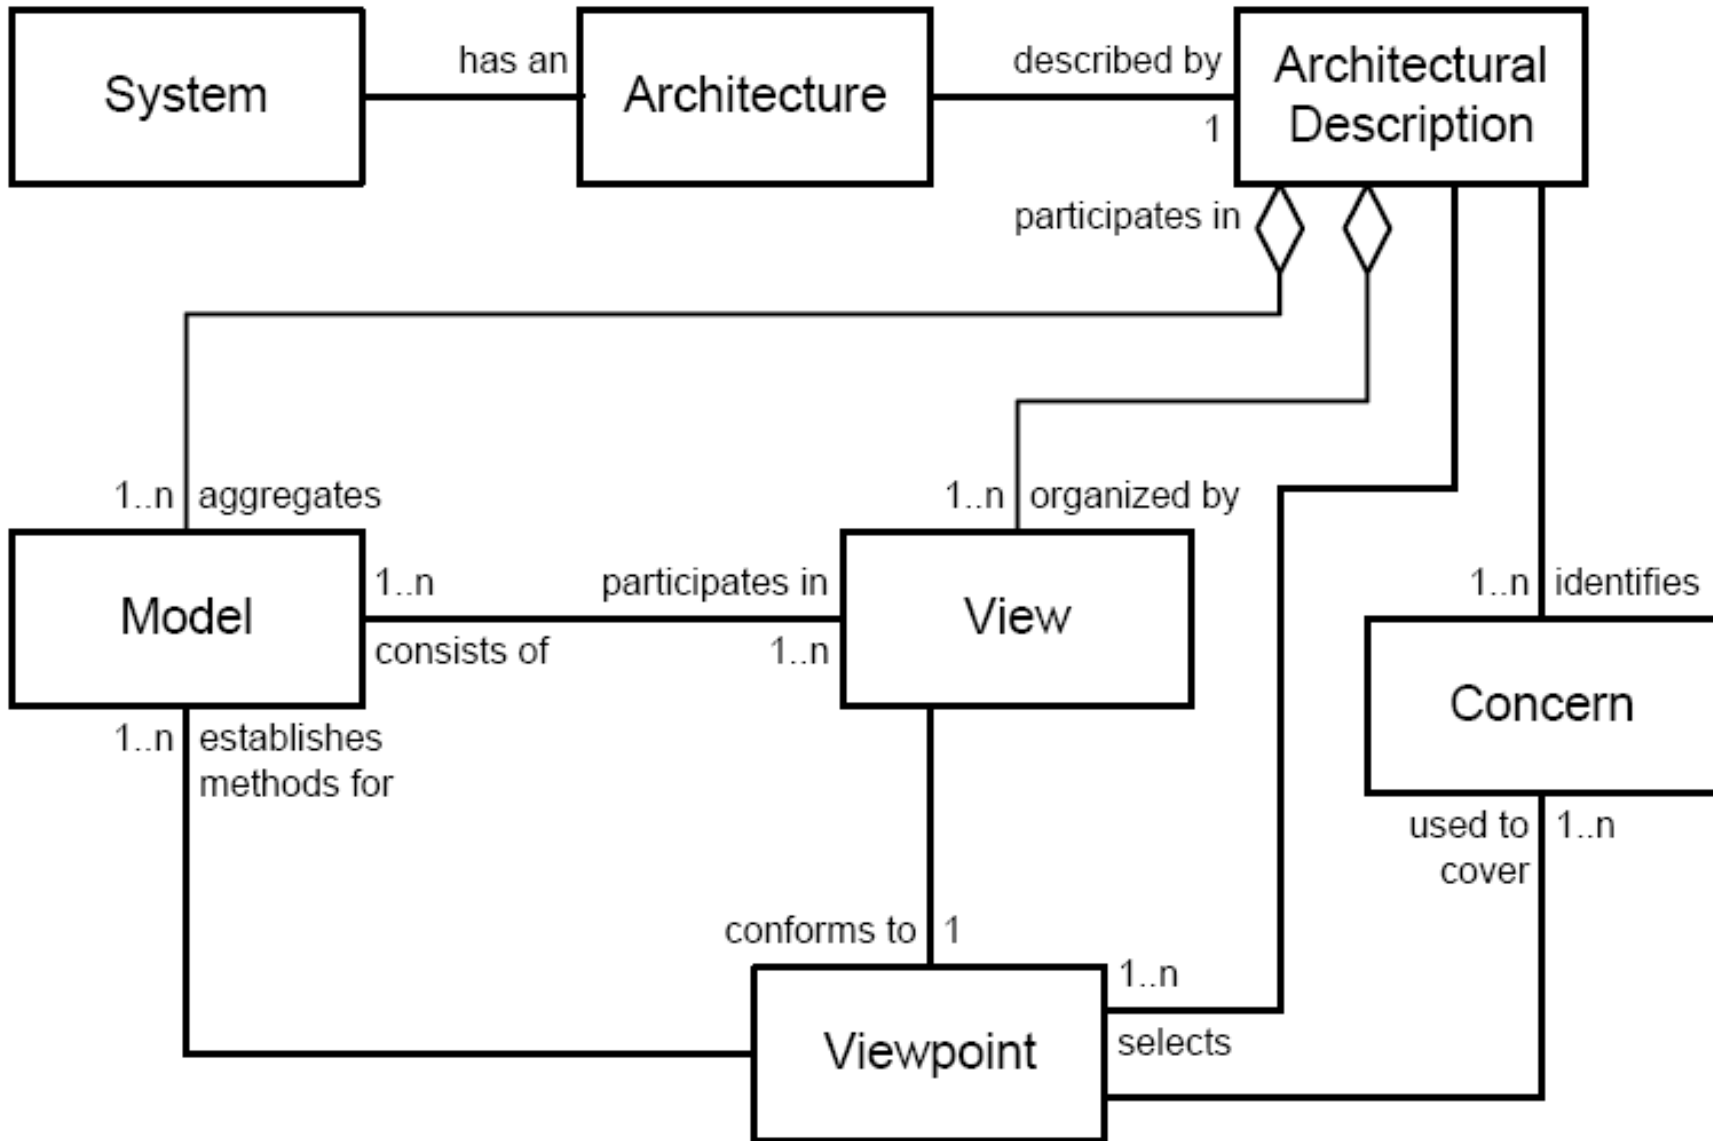 System
has an
Architecture
described by
1
Architectural
Description
participates in
1..n
aggregates
1..n
organized by
Model
1..n
participates in
consists of
1..n
View
1..n
identifies
Concern
1..n
establishes
methods for
used to
cover
1..n
conforms to
1
1..n
selects
Viewpoint